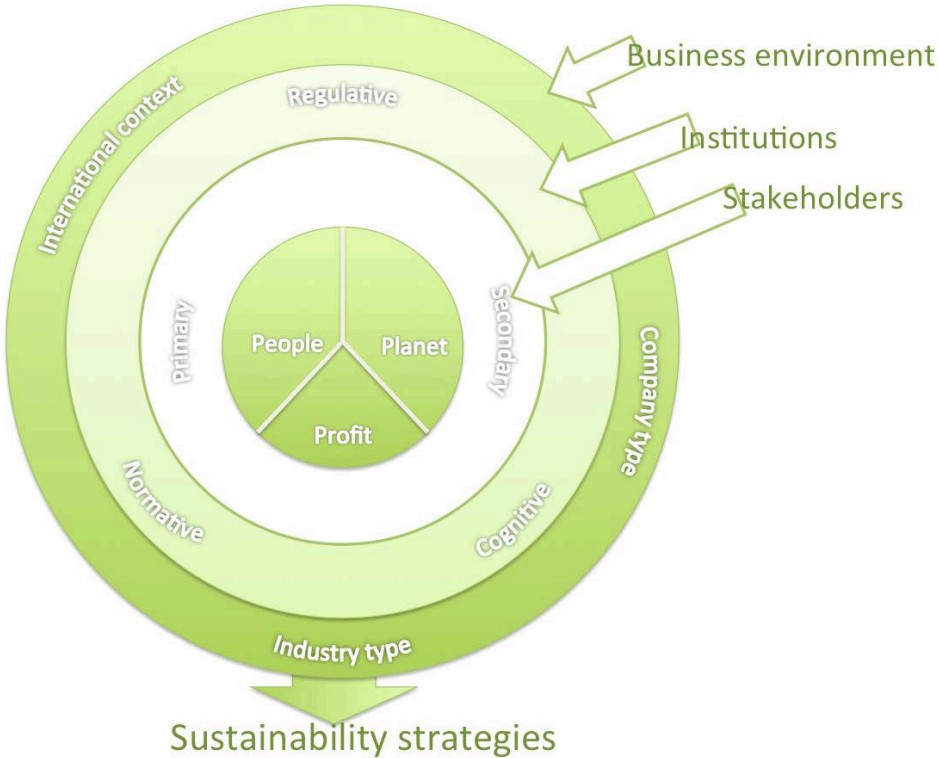 Business environment
Institutions
Stakeholders
International context
Regulative
Primary
Secondary
People
Planet
Profit
Company type
Normative
Cognitive
Industry type
Sustainability strategies